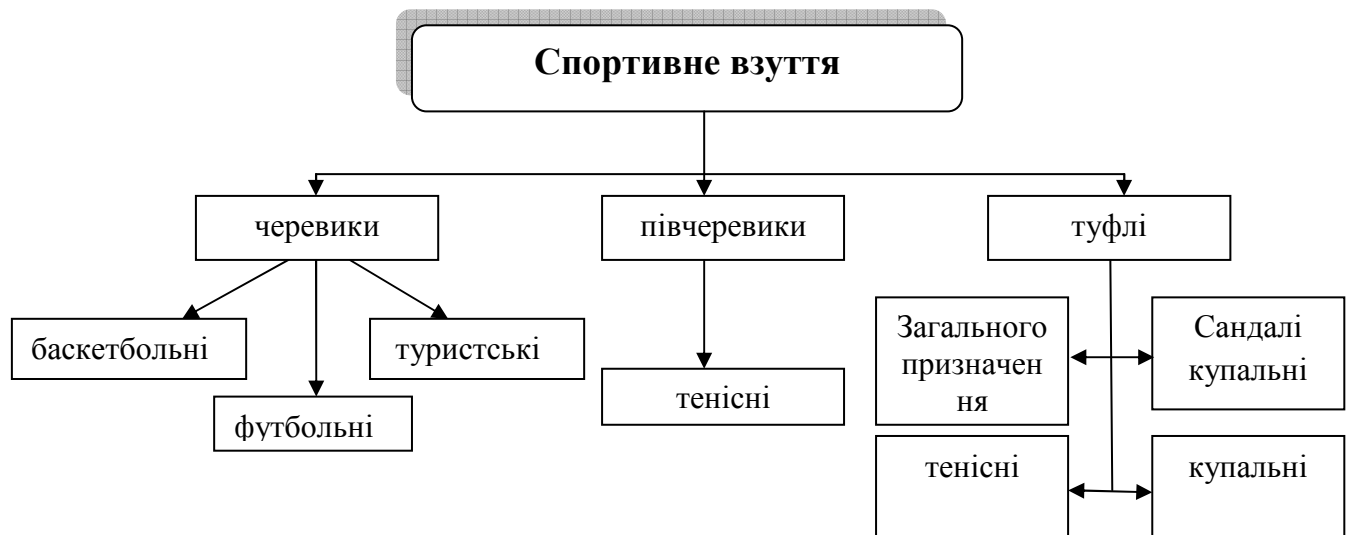 Спортивне взуття
черевики
півчеревики
туфлі
баскетбольні
футбольні
туристські
тенісні
Загального
призначен
ня
Сандалі
купальні
тенісні
купальні